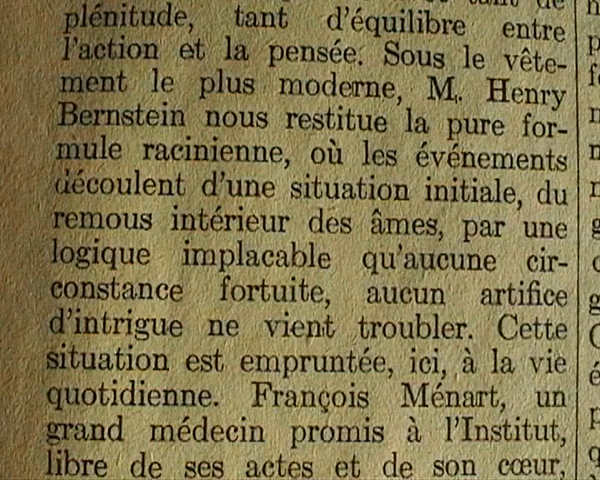 plénitude, tant d'équilibre entre
l'action et la pensée. Sous le vête-
ment le plus moderne, M. Henry
Bernstein nous restitue la pure for-
mule racinienne, où les événements
découlent d'une situation initiale, du
remous intérieur des âmes, par une
logique implacable qu'aucune cir-
constance fortuite, aucun artifice
d'intrigue ne vient troubler. Cette
situation est empruntée, ici, à la vie
quotidienne. François Ménart, un
grand médecin promis à l'Institut,
libre de ses actes et de son cœur,